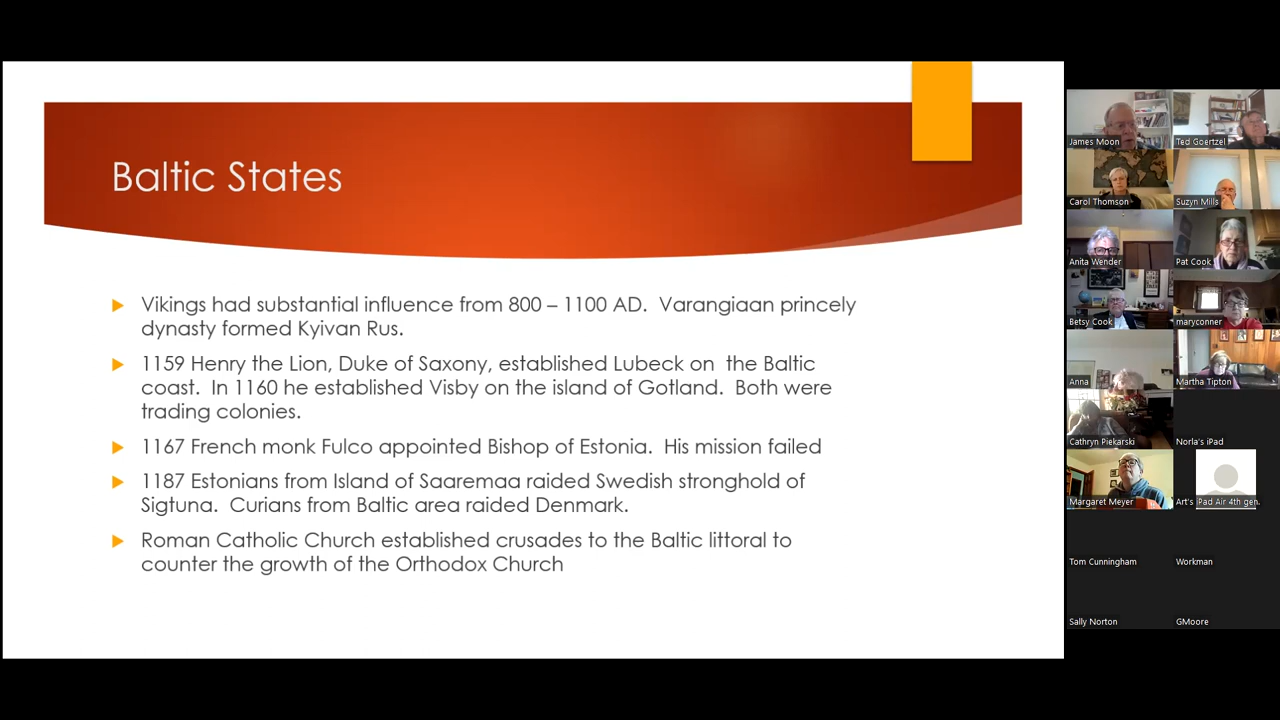 Baltic States
Vikings had substantial influence from 800 – 1100 AD. Varangiaan princely
dynasty formed Kyivan Rus.
1159 Henry the Lion, Duke of Saxony, established Lubeck on the Baltic
coast. In 1160 he established Visby on the island of Gotland. Both were
trading colonies.
1167 French monk Fulco appointed Bishop of Estonia. His mission failed
1187 Estonians from Island of Saaremaa raided Swedish stronghold of
Sigtuna. Curians from Baltic area raided Denmark.
Roman Catholic Church established crusades to the Baltic littoral to
counter the growth of the Orthodox Church
James Moon
Ted Goertzel
Carol Thomson
Suzyn Mills
Anita Wender
Pat Cook
Betsy Cook
maryconner
Anna
Martha Tipton
Cathryn Piekarski
Norla's iPad
Margaret Meyer
Art's iPad Air 4th gen.
Tom Cunningham
Workman
Sally Norton
GMoore